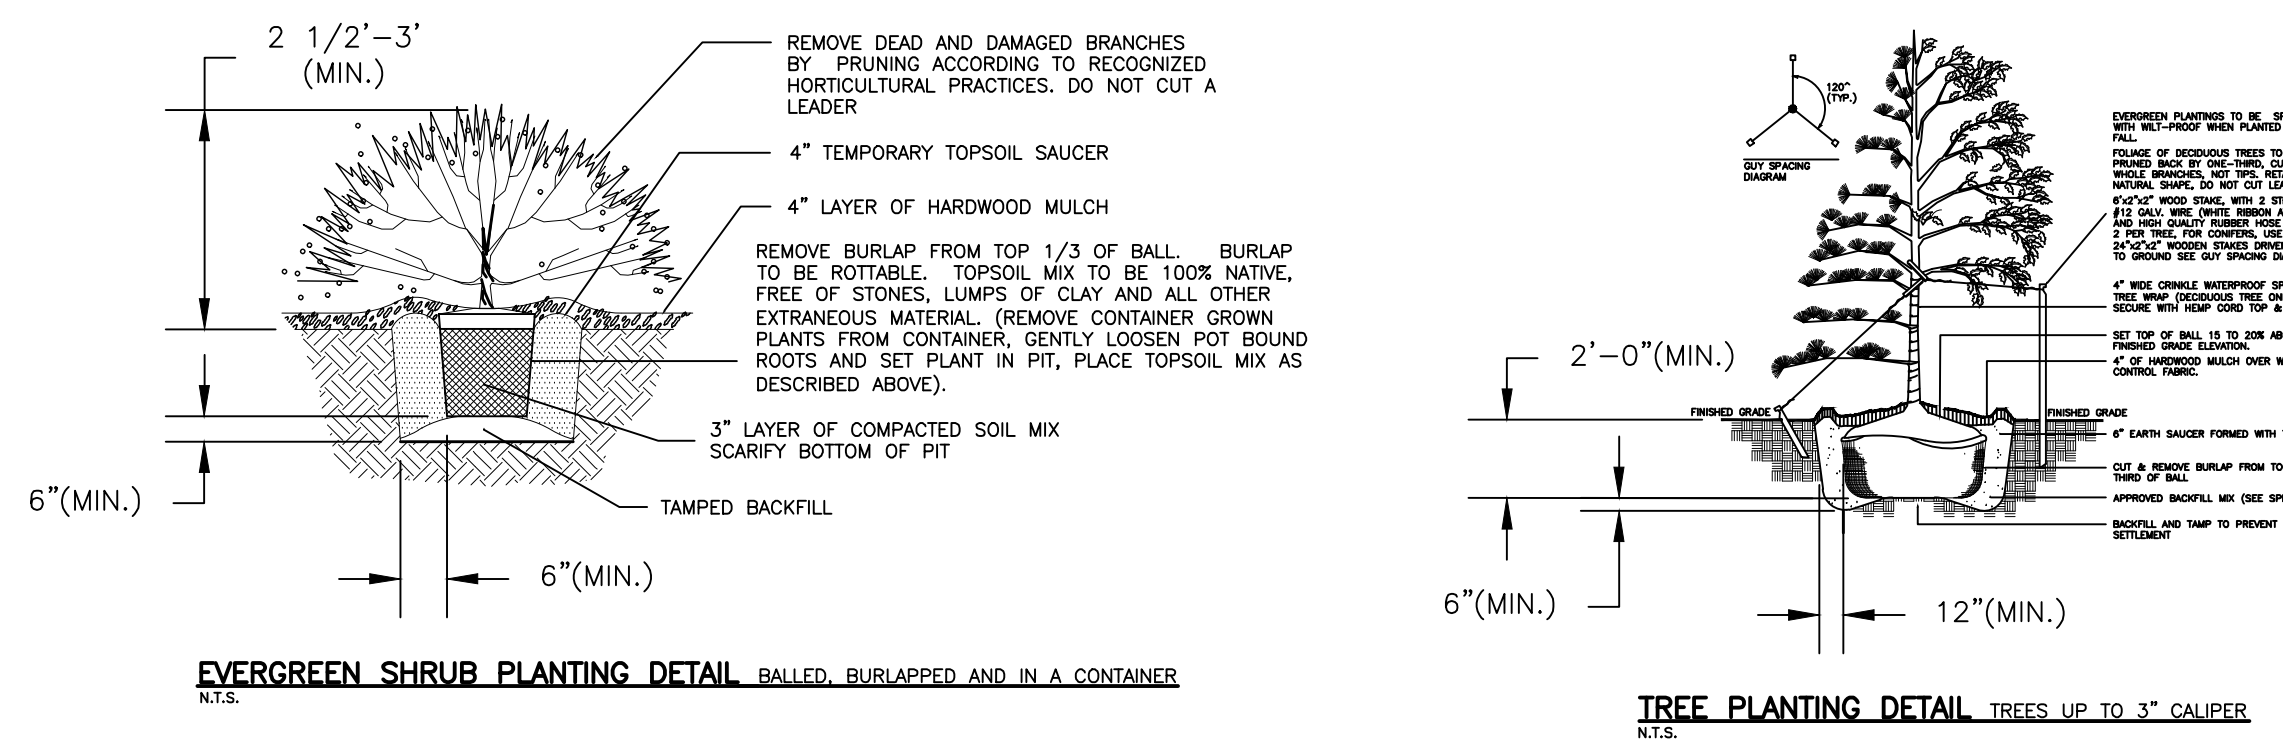 2 1/2'-3'
(MIN.)
REMOVE DEAD AND DAMAGED BRANCHES
BY PRUNING ACCORDING TO RECOGNIZED
HORTICULTURAL PRACTICES. DO NOT CUT A
LEADER
4" TEMPORARY TOPSOIL SAUCER
4" LAYER OF HARDWOOD MULCH
REMOVE BURLAP FROM TOP 1/3 OF BALL. BURLAP
TO BE ROTTABLE. TOPSOIL MIX TO BE 100% NATIVE,
FREE OF STONES, LUMPS OF CLAY AND ALL OTHER
EXTRANEOUS MATERIAL. (REMOVE CONTAINER GROWN
PLANTS FROM CONTAINER, GENTLY LOOSEN POT BOUND
ROOTS AND SET PLANT IN PIT, PLACE TOPSOIL MIX AS
DESCRIBED ABOVE).
3" LAYER OF COMPACTED SOIL MIX
SCARIFY BOTTOM OF PIT
TAMPED BACKFILL
6"(MIN.)
6"(MIN.)
EVERGREEN SHRUB PLANTING DETAIL BALLED, BURLAPPED AND IN A CONTAINER
N.T.S.
120^
(TYP.)
GUY SPACING
DIAGRAM
EVERGREEN PLANTINGS TO BE
WITH WILT-PROOF WHEN PLANTED
FALL.
FOLIAGE OF DECIDUOUS TREES TO
PRUNED BACK BY ONE-THIRD,
WHOLE BRANCHES, NOT TIPS.
NATURAL SHAPE, DO NOT CUT
6'x2"x2" WOOD STAKE, WITH 2
#12 GALV. WIRE (WHITE RIBBON
AND HIGH QUALITY RUBBER HOSE
2 PER TREE, FOR CONIFERS, USE
24"x2"x2" WOODEN STAKES
TO GROUND SEE GUY SPACING
4" WIDE CRINKLE WATERPROOF
TREE WRAP (DECIDUOUS TREE
SECURE WITH HEMP CORD TOP &
SET TOP OF BALL 15 TO 20%
FINISHED GRADE ELEVATION.
4" OF HARDWOOD MULCH OVER
CONTROL FABRIC.
2'-0"(MIN.)
FINISHED GRADE
FINISHED GRADE
6" EARTH SAUCER FORMED WITH
CUT & REMOVE BURLAP FROM
THIRD OF BALL
APPROVED BACKFILL MIX (SEE
BACKFILL AND TAMP TO PREVENT
SETTLEMENT
6"(MIN.)
12"(MIN.)
TREE PLANTING DETAIL TREES UP TO 3" CALIPER
N.T.S.